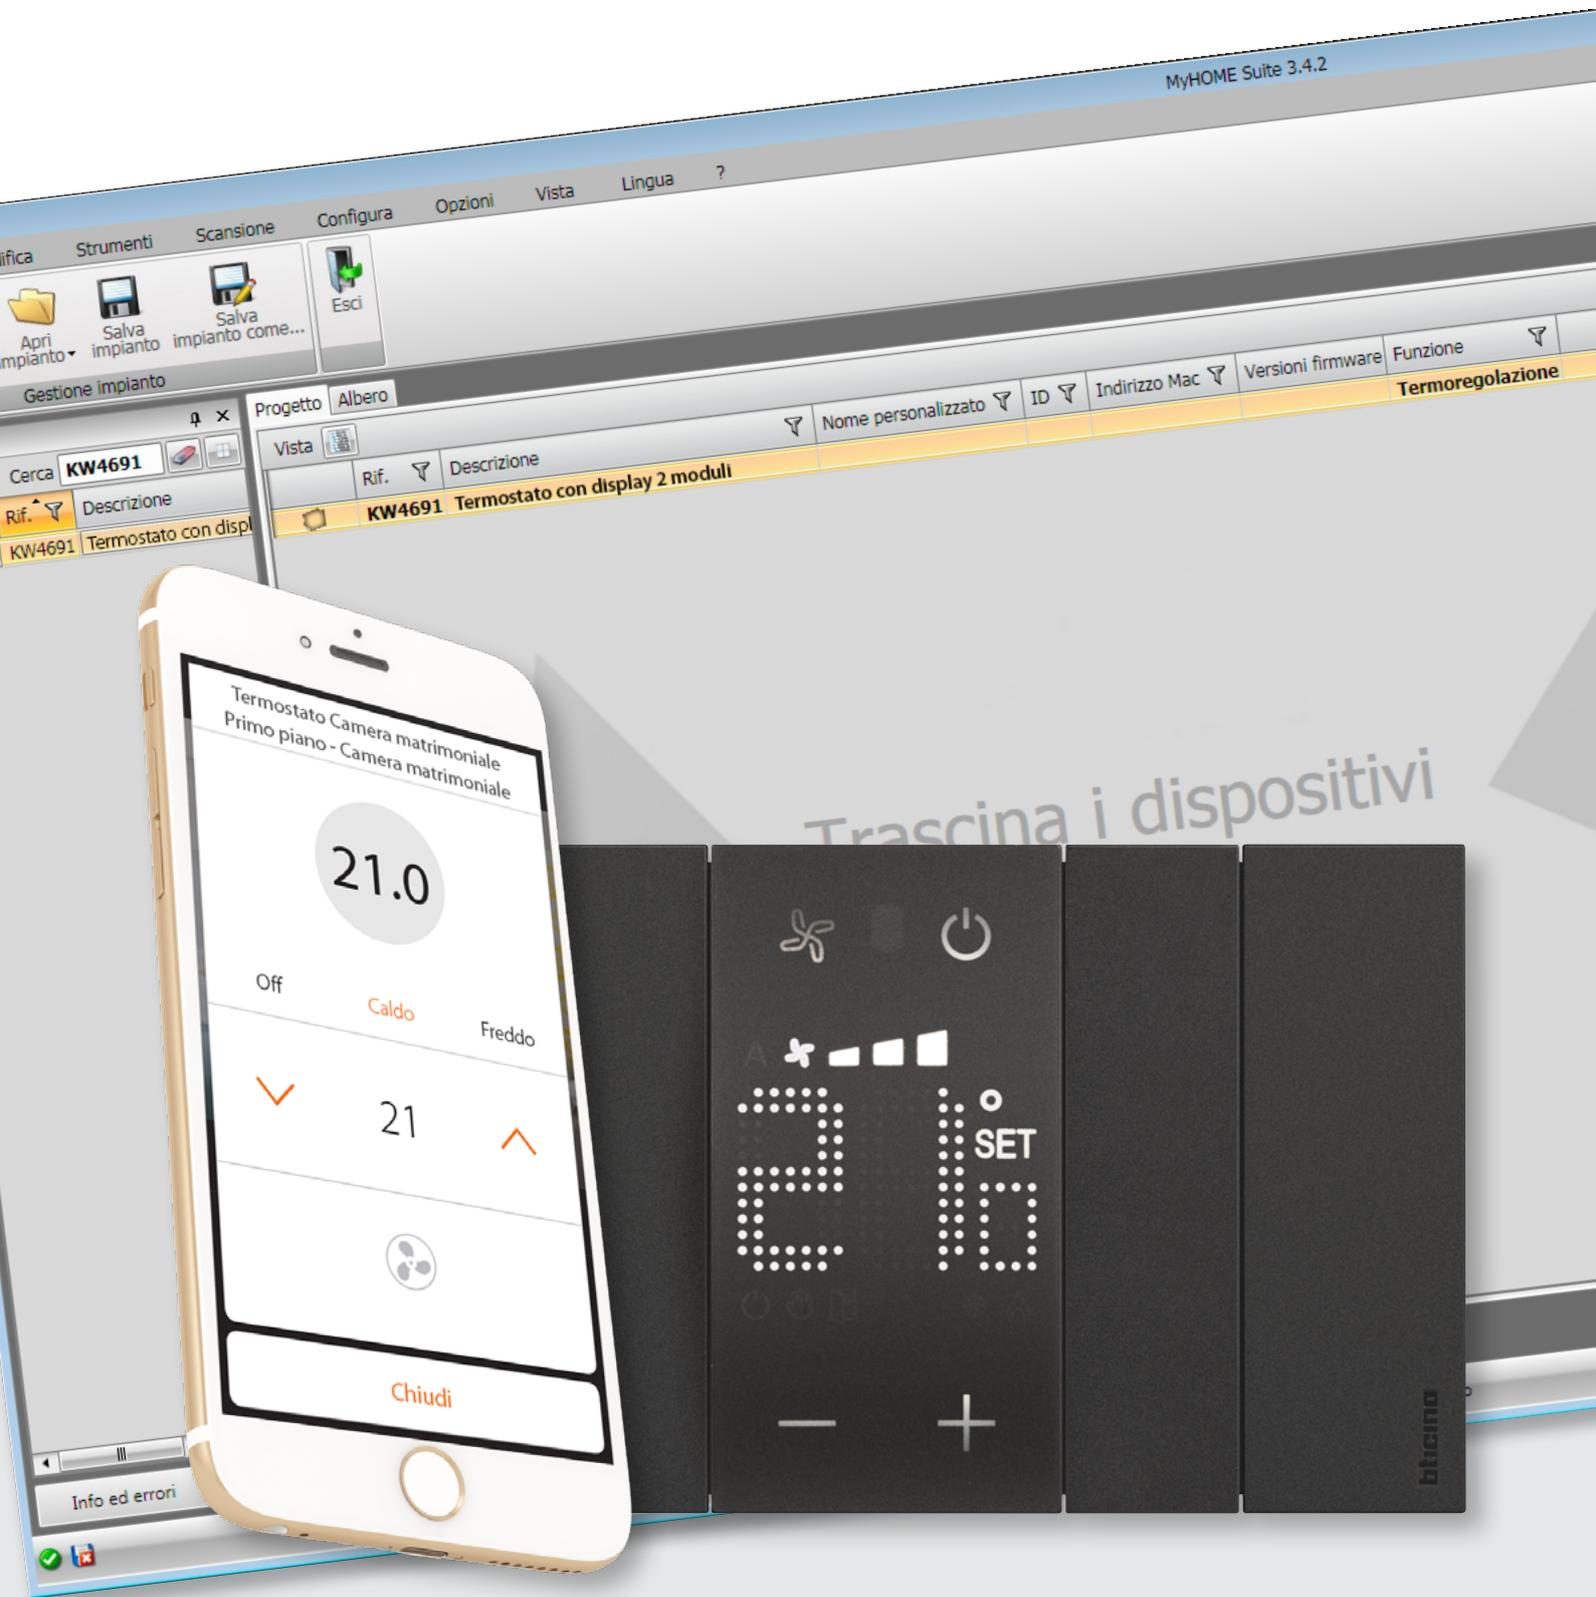 MyHOME Suite 3.4.2
ifica Strumenti Scansione Configura Opzioni Vista Lingua ?
Apri
impianto
Salva
impianto
Salva
impianto come...
Esci
Gestione impianto
Cerca KW4691
Rif. Descrizione
KW4691 Termostato con displ
Progetto Albero
Vista
Rif. Descrizione Nome personalizzato ID Indirizzo Mac Versioni firmware Funzione
KW4691 Termostato con display 2 moduli Termoregolazione
Trascina i dispositivi
Termostato Camera matrimoniale
Primo piano - Camera matrimoniale
21.0
Off Caldo Freddo
21
Chiudi
A
21°
SET
0
bticino
Info ed errori